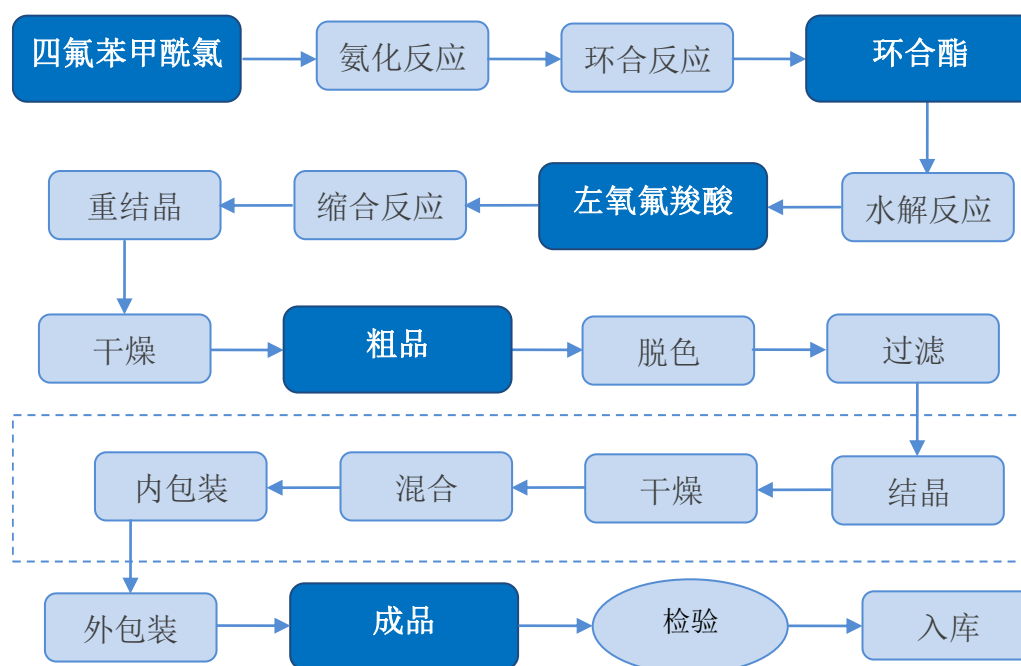 四氟苯甲酰氯
氨化反应
环合反应
环合酯
水解反应
左氧氟羧酸
缩合反应
重结晶
干燥
粗品
脱色
过滤
结晶
干燥
混合
内包装
外包装
成品
检验
入库